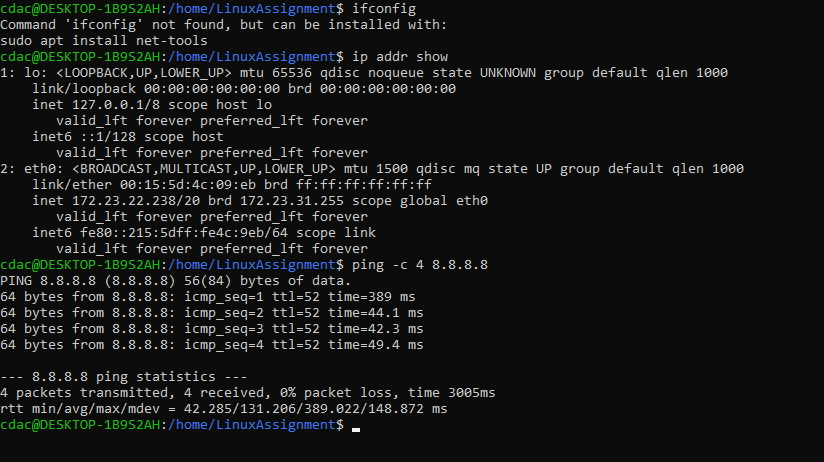 cdac@DESKTOP-1B9S2AH:/home/LinuxAssignment$ ifconfig
Command 'ifconfig' not found, but can be installed with:
sudo apt install net-tools
cdac@DESKTOP-1B9S2AH:/home/LinuxAssignment$ ip addr show
1: lo: <LOOPBACK,UP,LOWER_UP> mtu 65536 qdisc noqueue state UNKNOWN group default qlen 1000
    link/loopback 00:00:00:00:00:00 brd 00:00:00:00:00:00
    inet 127.0.0.1/8 scope host lo
       valid_lft forever preferred_lft forever
    inet6 ::1/128 scope host
       valid_lft forever preferred_lft forever
2: eth0: <BROADCAST,MULTICAST,UP,LOWER_UP> mtu 1500 qdisc mq state UP group default qlen 1000
    link/ether 00:15:5d:4c:09:eb brd ff:ff:ff:ff:ff:ff
    inet 172.23.22.238/20 brd 172.23.31.255 scope global eth0
       valid_lft forever preferred_lft forever
    inet6 fe80::215:5dff:fe4c:9eb/64 scope link
       valid_lft forever preferred_lft forever
cdac@DESKTOP-1B9S2AH:/home/LinuxAssignment$ ping -c 4 8.8.8.8
PING 8.8.8.8 (8.8.8.8) 56(84) bytes of data.
64 bytes from 8.8.8.8: icmp_seq=1 ttl=52 time=389 ms
64 bytes from 8.8.8.8: icmp_seq=2 ttl=52 time=44.1 ms
64 bytes from 8.8.8.8: icmp_seq=3 ttl=52 time=42.3 ms
64 bytes from 8.8.8.8: icmp_seq=4 ttl=52 time=49.4 ms

--- 8.8.8.8 ping statistics ---
4 packets transmitted, 4 received, 0% packet loss, time 3005ms
rtt min/avg/max/mdev = 42.285/131.206/389.022/148.872 ms
cdac@DESKTOP-1B9S2AH:/home/LinuxAssignment$